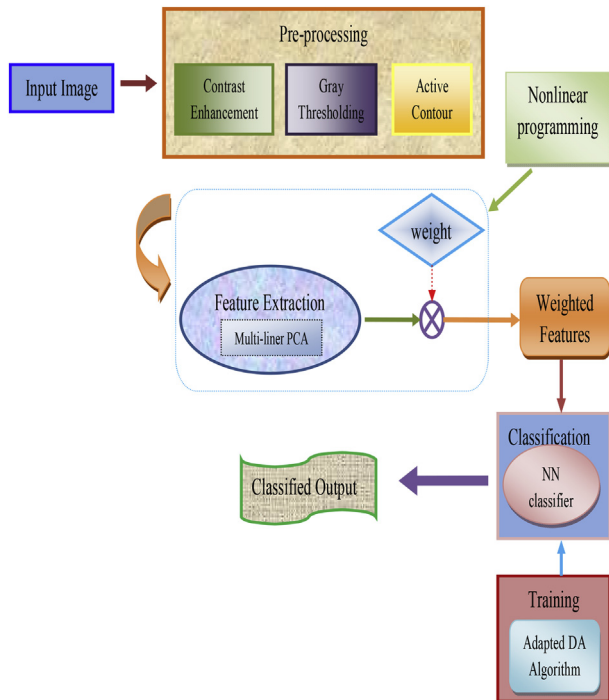 Pre-processing
Input Image
Contrast
Enhancement
Gray
Thresholding
Active
Contour
Nonlinear
programming
weight
Feature Extraction
Multi-liner PCA
Weighted
Features
Classification
NN
classifier
Classified Output
Training
Adapted DA
Algorithm